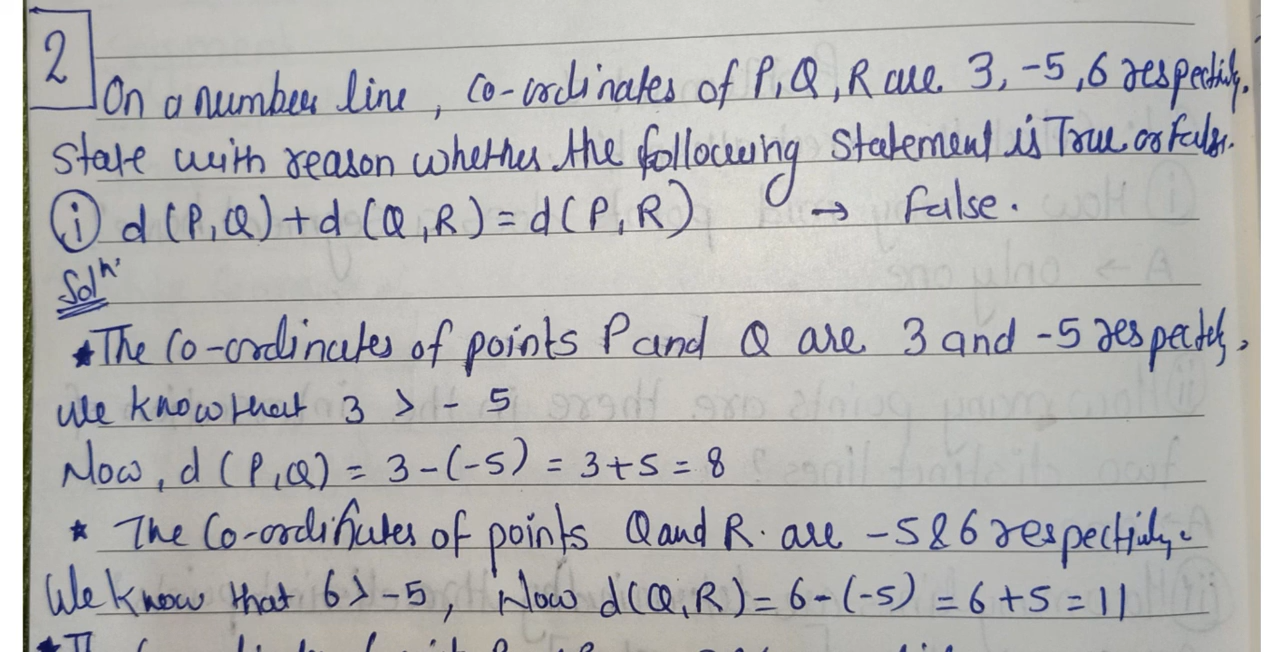 2
On a number line, Co-ordinates of P,Q,R are 3, -5,6 respectively.
State with reason whether the following Statement is True or False.
(i) d(P,Q)+d(Q,R)=d(P,R) → False.
Solⁿ
*The Co-ordinates of points P and Q are 3 and -5 respectely,
We know that 3 > - 5
Now, d(P,Q) = 3-(-5) = 3+5 = 8
* The Co-ordinates of points Q and R. are -5 & 6 respectively.
We know that 6>-5, Now d(Q,R)=6-(-5) =6+5=11